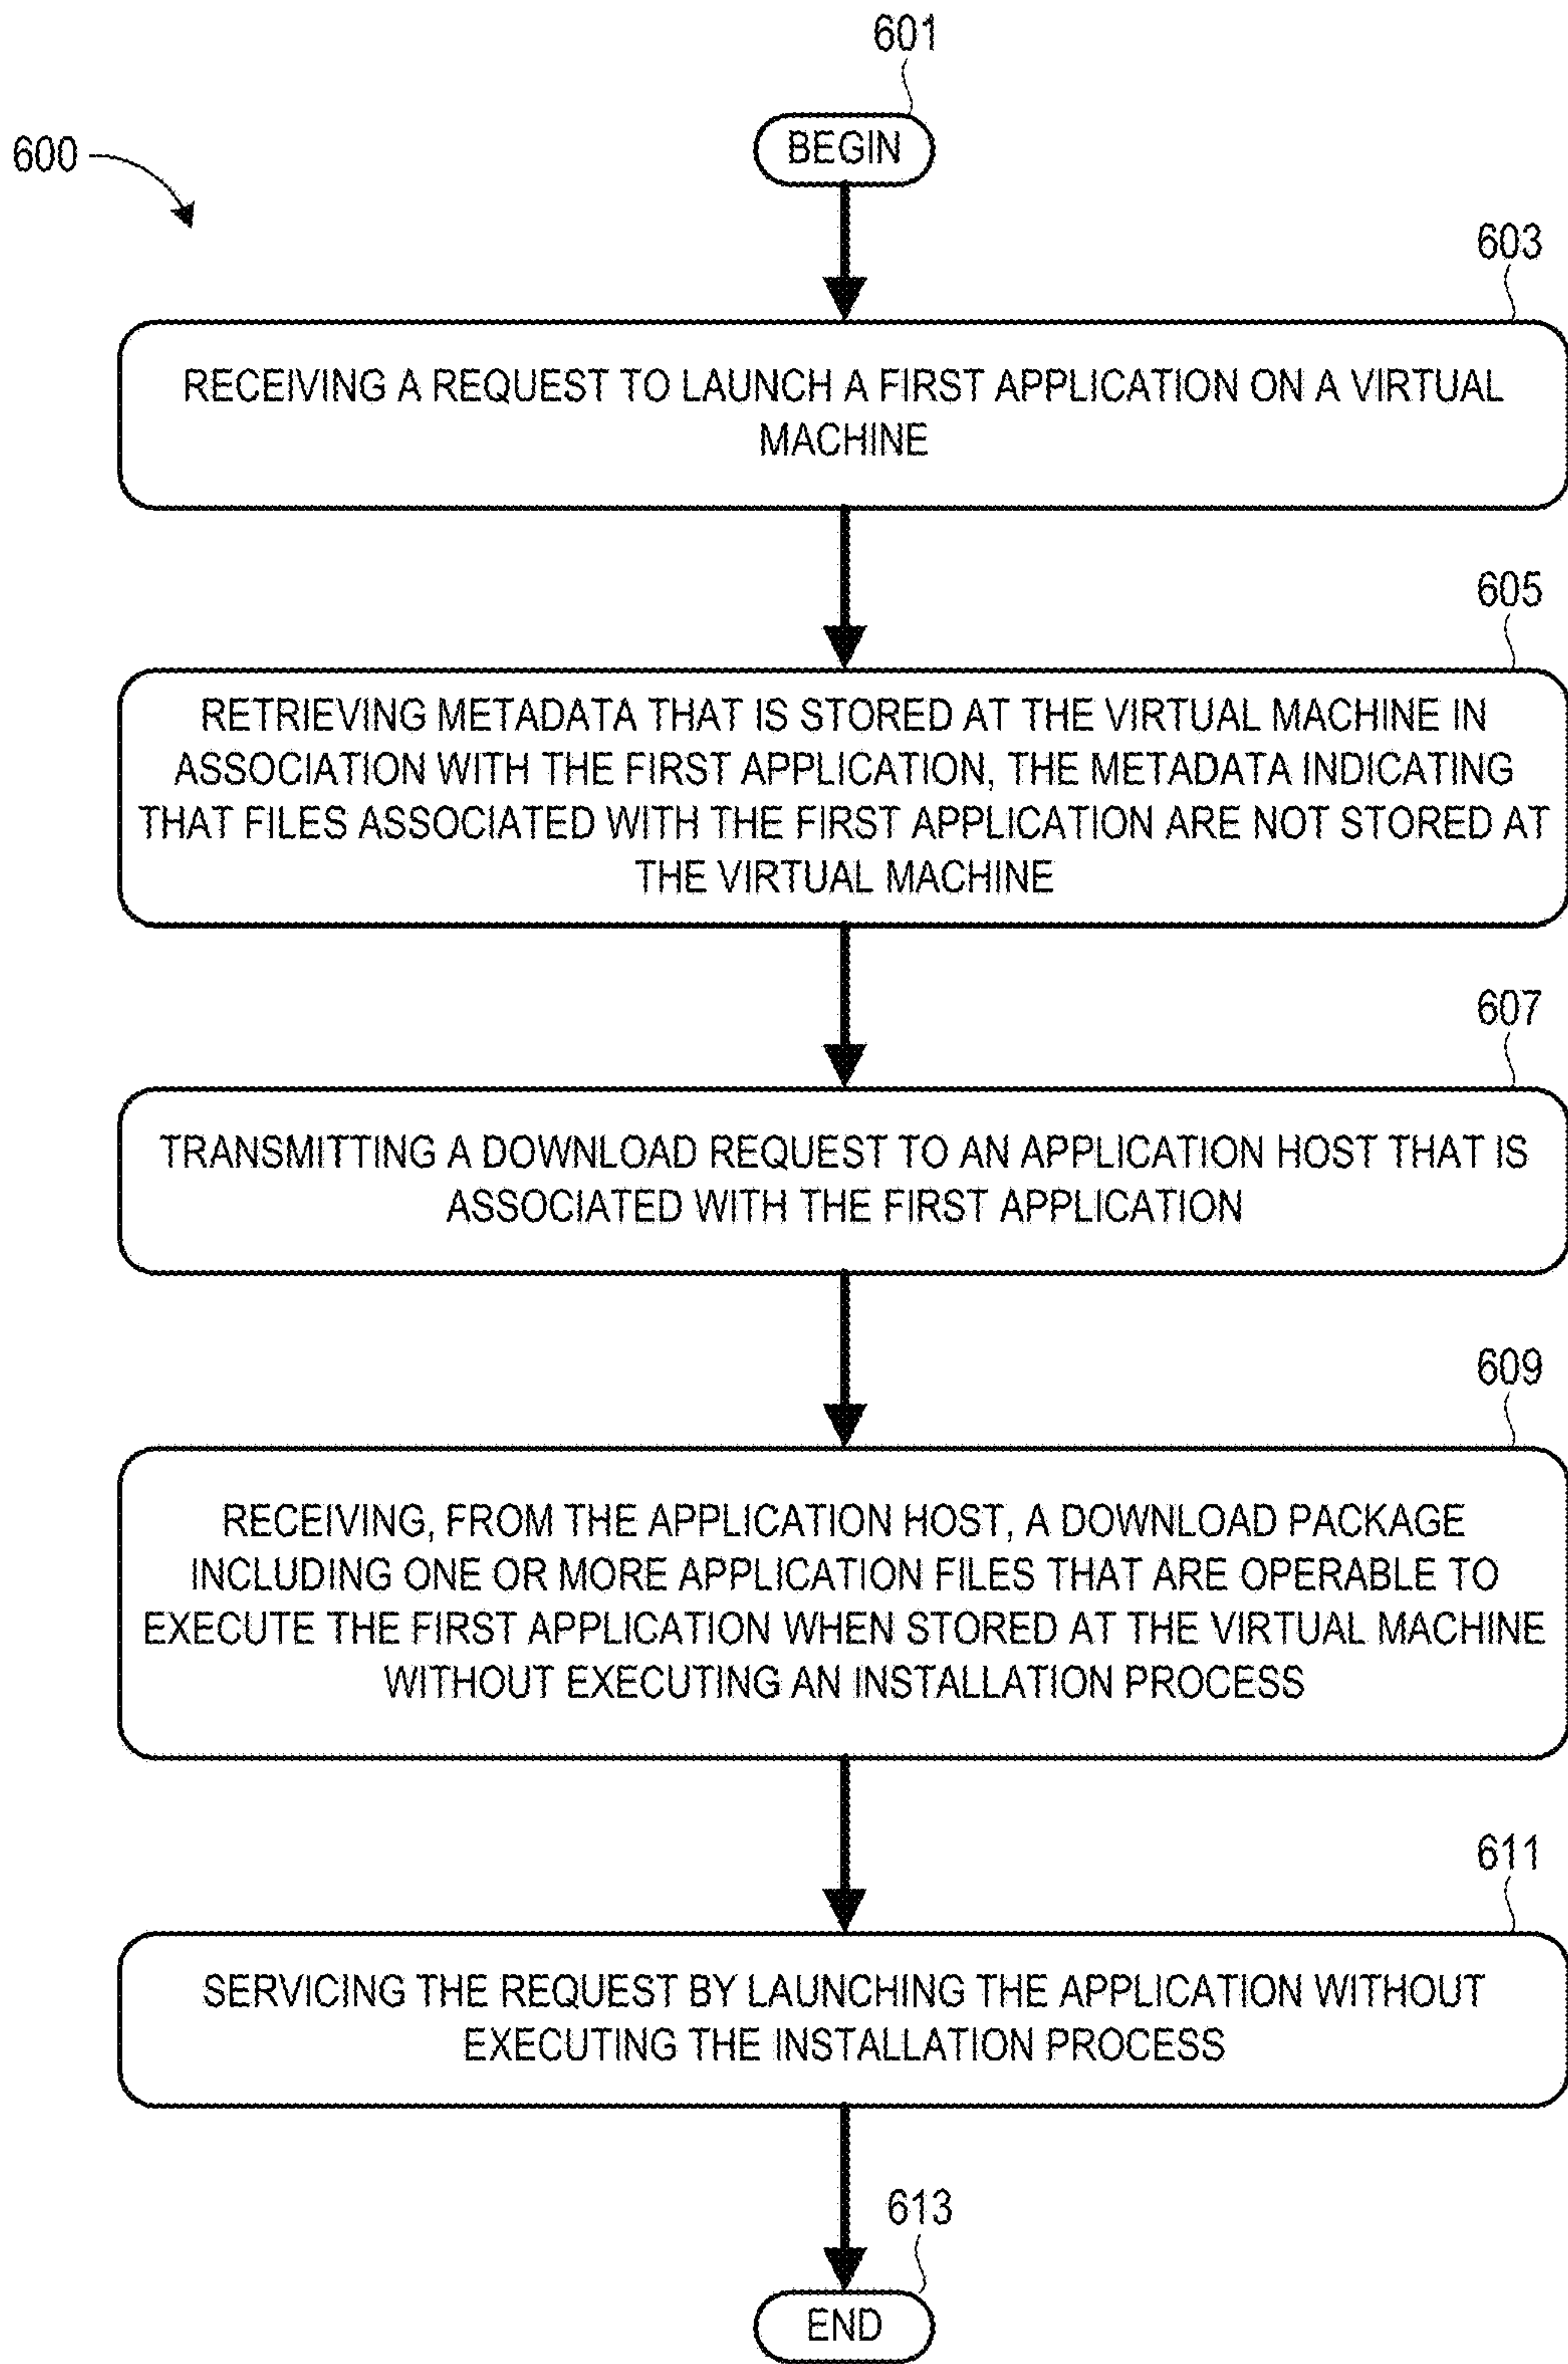 601
BEGIN
600
603
RECEIVING A REQUEST TO LAUNCH A FIRST APPLICATION ON A VIRTUAL
MACHINE
605
RETRIEVING METADATA THAT IS STORED AT THE VIRTUAL MACHINE IN
ASSOCIATION WITH THE FIRST APPLICATION, THE METADATA INDICATING
THAT FILES ASSOCIATED WITH THE FIRST APPLICATION ARE NOT STORED AT
THE VIRTUAL MACHINE
607
TRANSMITTING A DOWNLOAD REQUEST TO AN APPLICATION HOST THAT IS
ASSOCIATED WITH THE FIRST APPLICATION
609
RECEIVING, FROM THE APPLICATION HOST, A DOWNLOAD PACKAGE
INCLUDING ONE OR MORE APPLICATION FILES THAT ARE OPERABLE TO
EXECUTE THE FIRST APPLICATION WHEN STORED AT THE VIRTUAL MACHINE
WITHOUT EXECUTING AN INSTALLATION PROCESS
611
SERVICING THE REQUEST BY LAUNCHING THE APPLICATION WITHOUT
EXECUTING THE INSTALLATION PROCESS
613
END